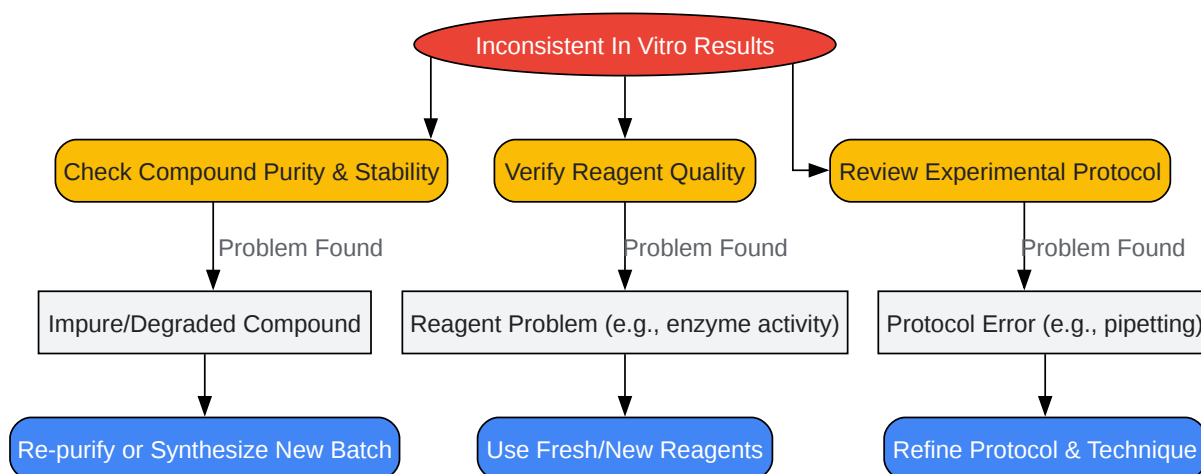 Inconsistent In Vitro Results
Check Compound Purity & Stability
Verify Reagent Quality
Review Experimental Protocol
Problem Found
Problem Found
Problem Found
Impure/Degraded Compound
Reagent Problem (e.g., enzyme activity)
Protocol Error (e.g., pipetting)
Re-purify or Synthesize New Batch
Use Fresh/New Reagents
Refine Protocol & Technique